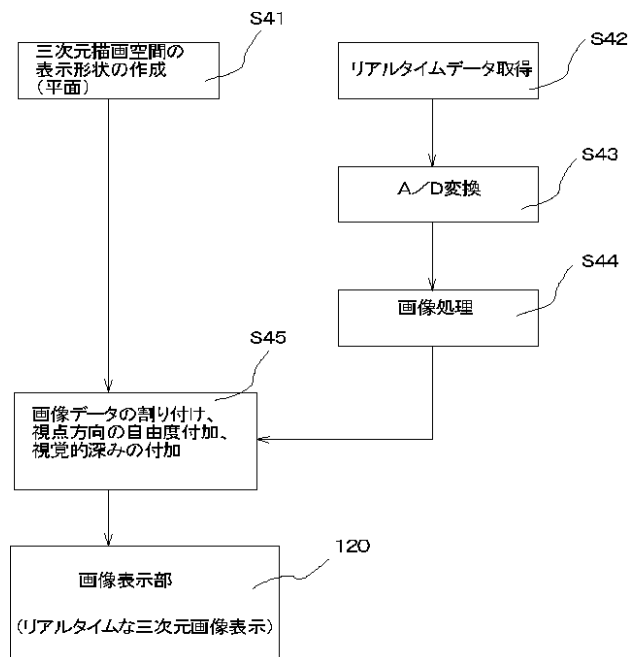 S41
三次元描画空間の
表示形状の作成
(平面)
S42
リアルタイムデータ取得
S43
A/D変換
S44
画像処理
S45
画像データの割り付け、
視点方向の自由度付加、
視覚的深みの付加
120
画像表示部
(リアルタイムな三次元画像表示)